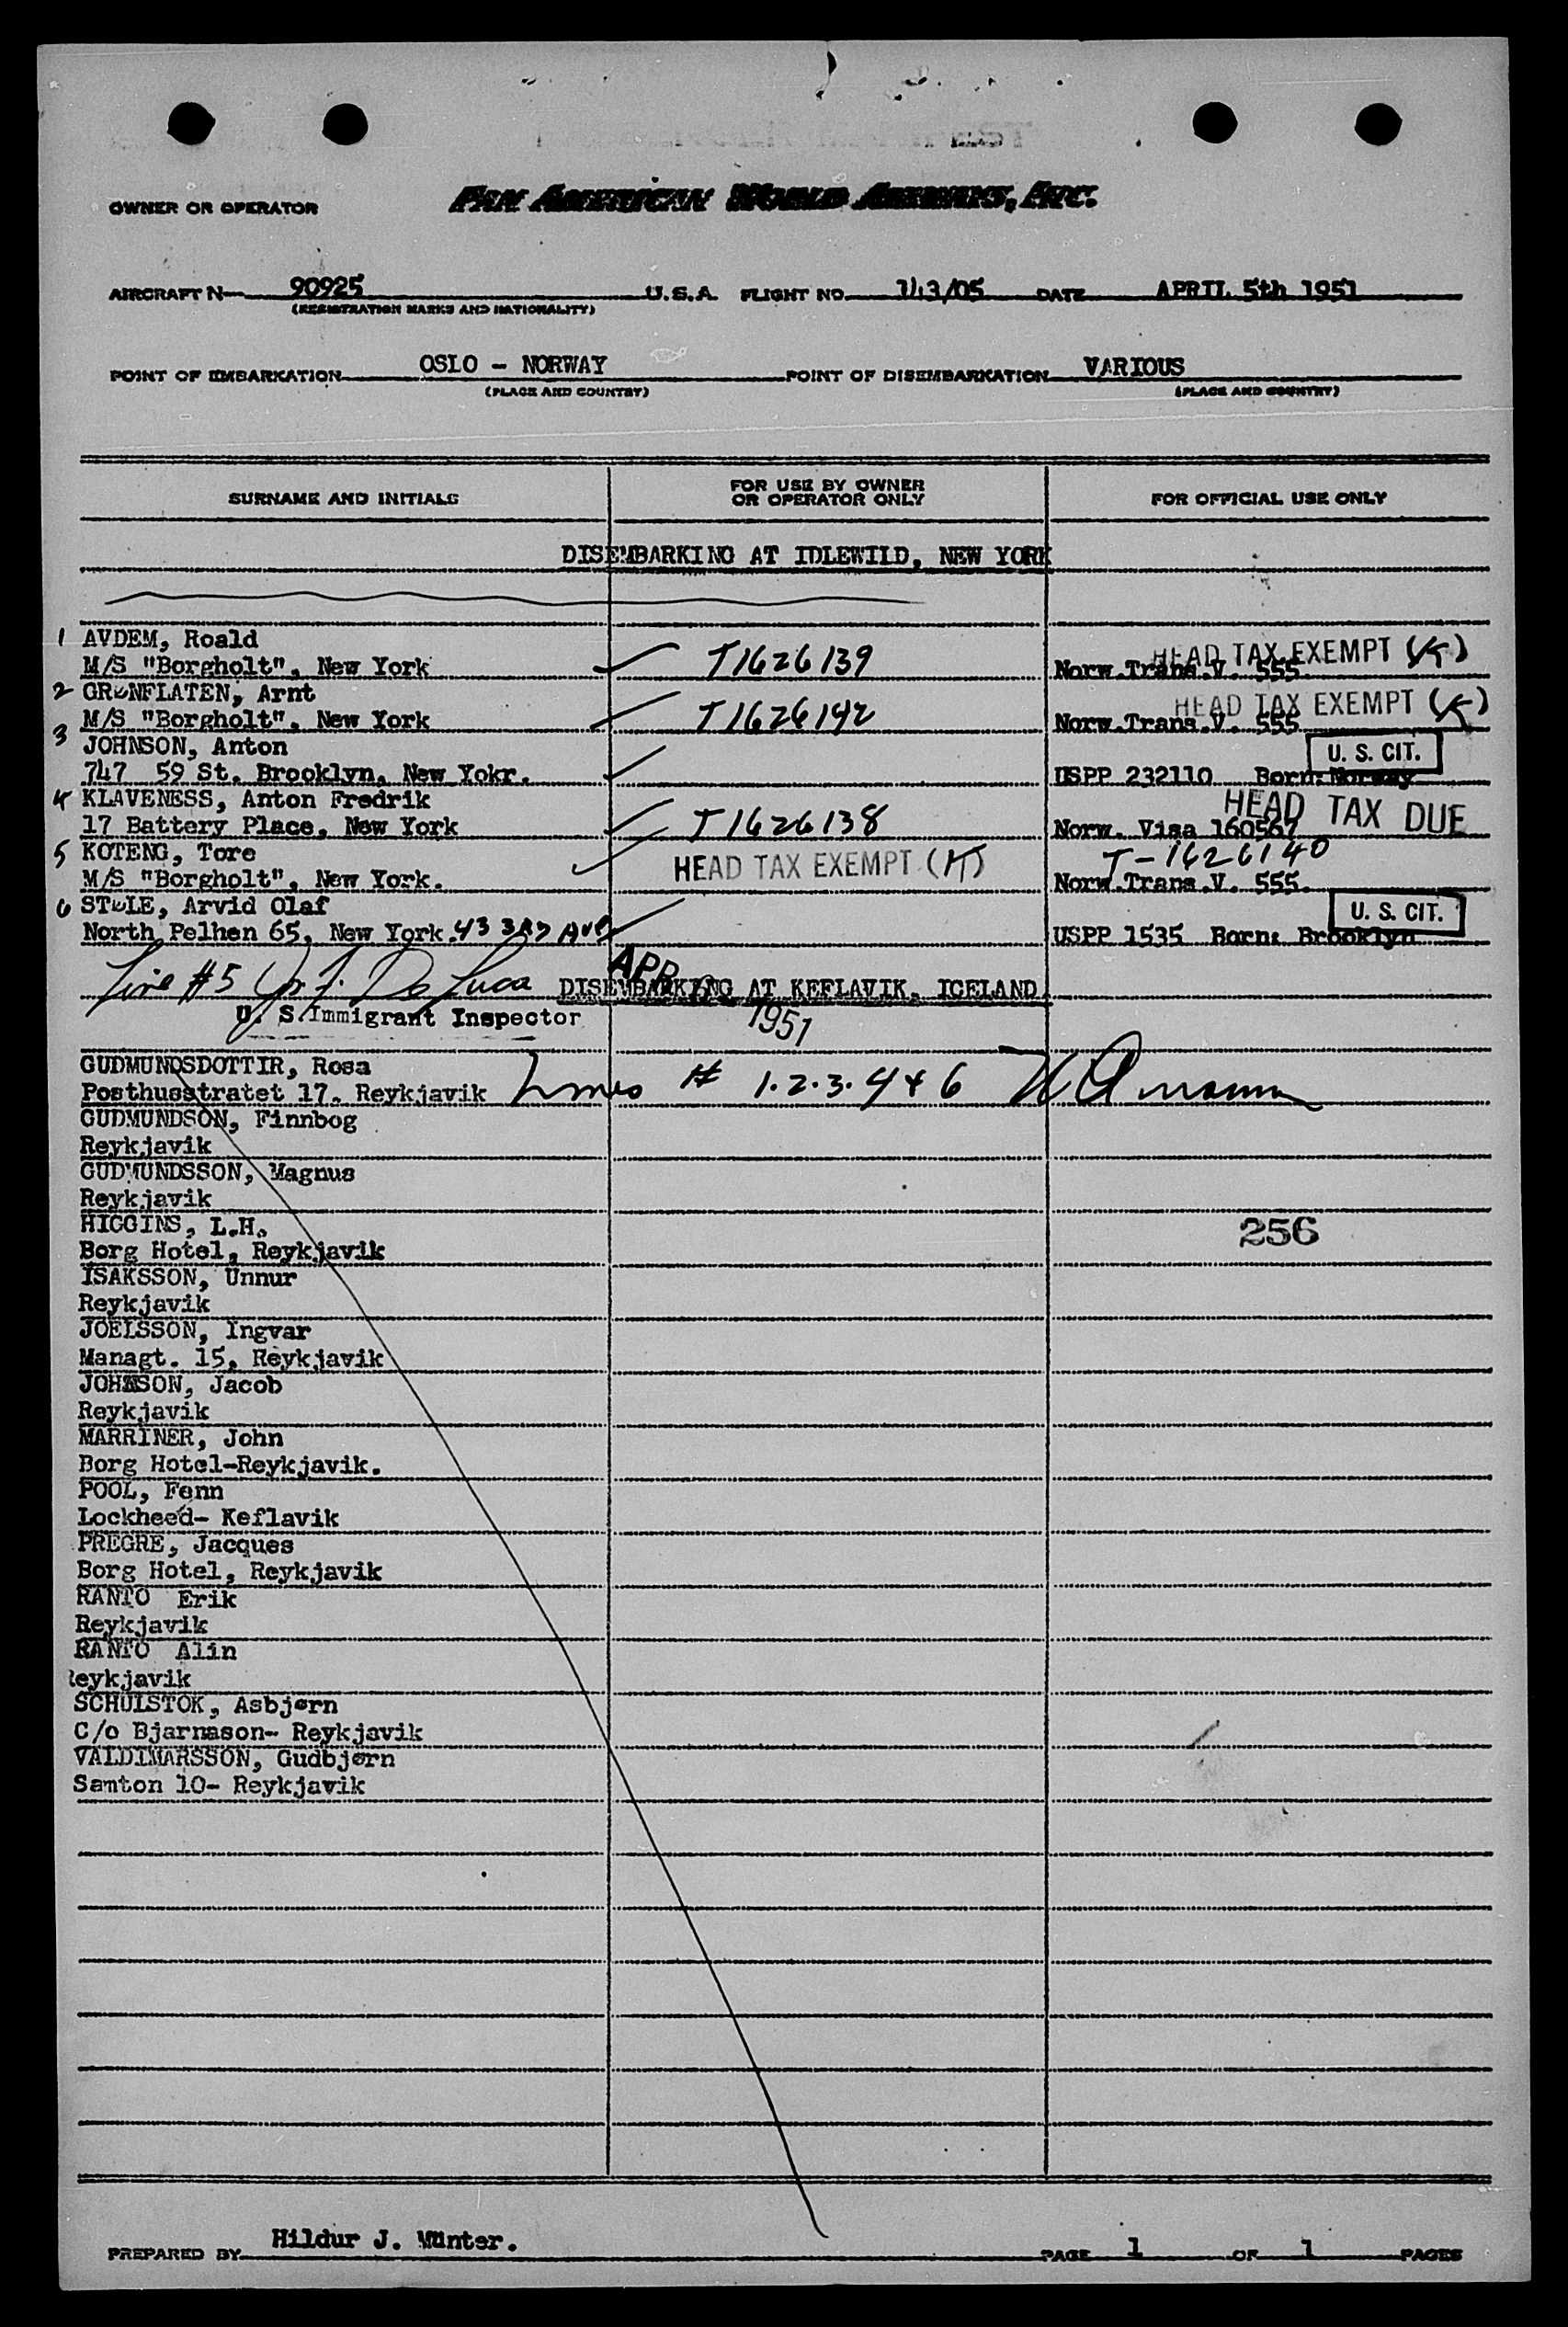 OWNER OR OPERATOR PAN AMERICAN WORLD AIRWAYS, INC.
AIRCRAFT N 90925 U.S.A. FLIGHT NO. 143/05 DATE APRIL 5th 1951
(REGISTRATION MARKS AND NATIONALITY)
POINT OF EMBARKATION OSLO - NORWAY POINT OF DISEMBARKATION VARIOUS
(PLACE AND COUNTRY) (PLACE AND COUNTRY)
SURNAME AND INITIALS FOR USE BY OWNER OR OPERATOR ONLY FOR OFFICIAL USE ONLY
DISEMBARKING AT IDLEWILD, NEW YORK
1 AVDEM, Roald HEAD TAX EXEMPT (K)
M/S "Borgholt", New York T1626139 Norw.Trans.V. 555.
2 GRØNFLATEN, Arnt HEAD TAX EXEMPT (K)
M/S "Borgholt", New York T1626142 Norw.Trans.V. 555
3 JOHNSON, Anton U. S. CIT.
747 59 St. Brooklyn, New Yokr. USPP 232110 Born: Norway
4 KLAVENESS, Anton Fredrik HEAD TAX DUE
17 Battery Place, New York T1626138 Norw. Visa 160567
5 KOTENG, Tore HEAD TAX EXEMPT (K) T-1626140
M/S "Borgholt", New York. Norw.Trans.V. 555.
6 STØLE, Arvid Olaf U. S. CIT.
North Pelhen 65, New York. 43 3RD AVE USPP 1535 Born: Brooklyn
Line #5 De Luca APR 1951
DISEMBARKING AT KEFLAVIK, ICELAND
U. S. Immigrant Inspector
GUDMUNDSDOTTIR, Rosa
Posthusstratet 17. Reykjavik Lines # 1.2.3.4 + 6
GUDMUNDSON, Finnbog
Reykjavik
GUDMUNDSSON, Magnus
Reykjavik
HIGGINS, L.H. 256
Borg Hotel, Reykjavik
ISAKSSON, Unnur
Reykjavik
JOELSSON, Ingvar
Managt. 15, Reykjavik
JOHNSON, Jacob
Reykjavik
MARRINER, John
Borg Hotel-Reykjavik.
POOL, Fenn
Lockheed- Keflavik
PREGRE, Jacques
Borg Hotel, Reykjavik
RANTO Erik
Reykjavik
RANTO Alin
eykjavik
SCHULSTOK, Asbjørn
C/o Bjarnason- Reykjavik
VALDIMARSSON, Gudbjørn
Samton 10- Reykjavik
PREPARED BY Hildur J. Münter. PAGE 1 OF 1 PAGES